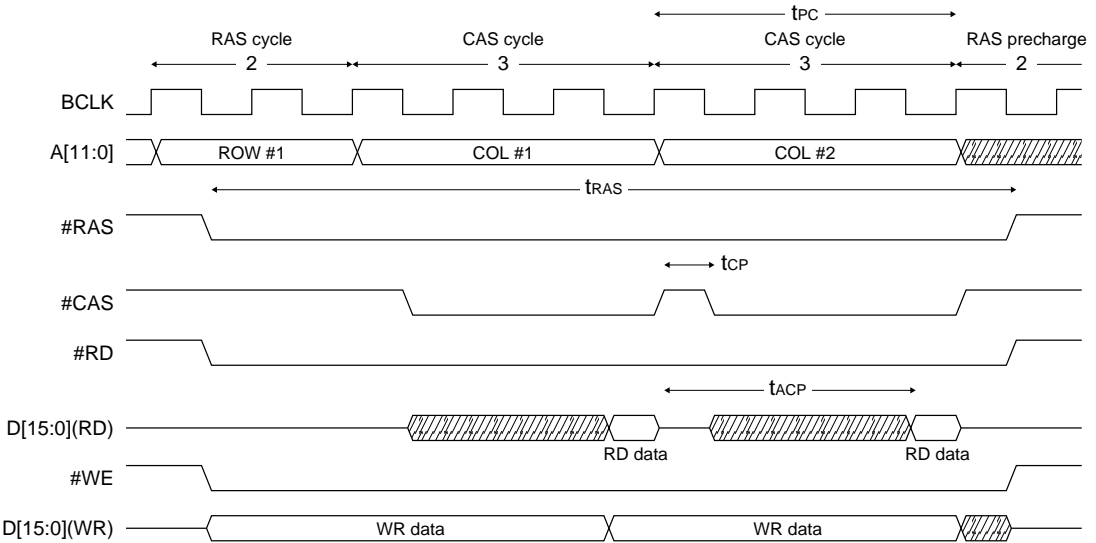 tPC
RAS cycle CAS cycle CAS cycle RAS precharge
2 3 3 2
BCLK
A[11:0] ROW #1 COL #1 COL #2
tRAS
#RAS
tCP
#CAS
#RD
tACP
D[15:0](RD)
RD data RD data
#WE
D[15:0](WR) WR data WR data